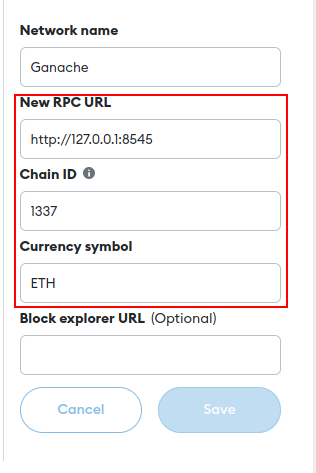 Network name
Ganache
New RPC URL
http://127.0.0.1:8545
Chain ID
1337
Currency symbol
ETH
Block explorer URL (Optional)
Cancel Save